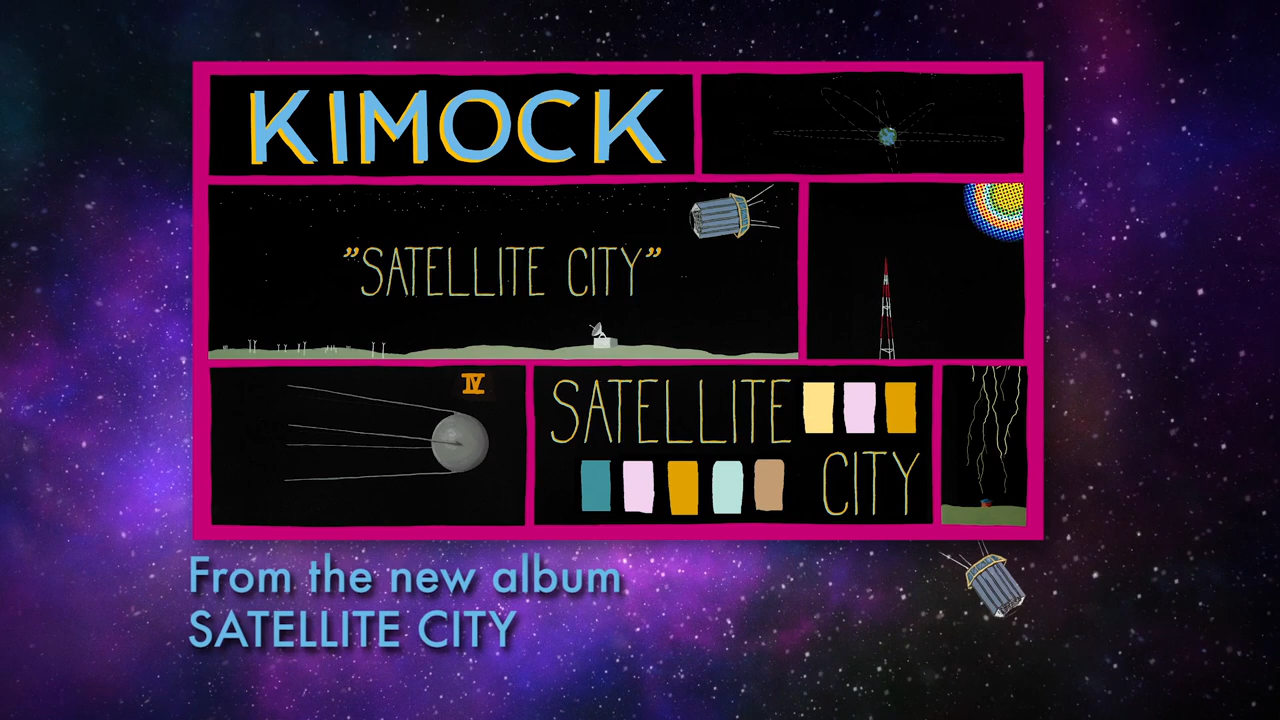 KIMOCK
”SATELLITE CITY”
IV
SATELLITE
CITY
From the new album
SATELLITE CITY